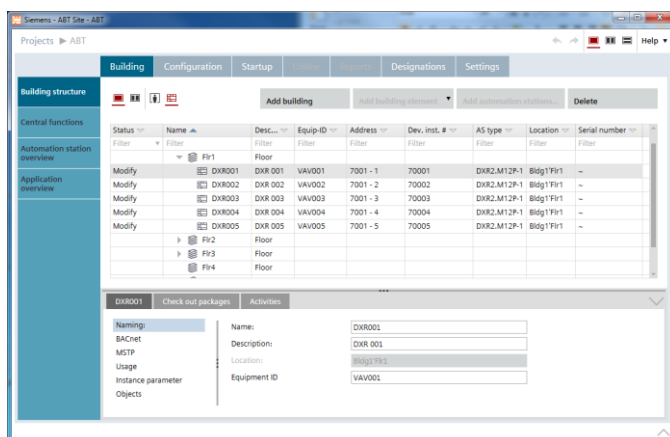 Siemens - ABT Site - ABT
Projects ▶ ABT
Help
Building Configuration Startup Online Reports Designations Settings
Building structure
Central functions
Automation station overview
Application overview
Add building Add building element Add automation stations... Delete
Status Name Desc... Equip-ID Address Dev. inst. # AS type Location Serial number
Filter Filter Filter Filter Filter Filter Filter Filter Filter
Flr1 Floor
Modify DXR001 DXR 001 VAV001 7001 - 1 70001 DXR2.M12P-1 Bldg1'Flr1 ~
Modify DXR002 DXR 002 VAV001 7001 - 2 70002 DXR2.M12P-1 Bldg1'Flr1 ~
Modify DXR003 DXR 003 VAV001 7001 - 3 70003 DXR2.M12P-1 Bldg1'Flr1 ~
Modify DXR004 DXR 004 VAV001 7001 - 4 70004 DXR2.M12P-1 Bldg1'Flr1 ~
Modify DXR005 DXR 005 VAV001 7001 - 5 70005 DXR2.M12P-1 Bldg1'Flr1 ~
Flr2 Floor
Flr3 Floor
Flr4 Floor
DXR001 Check out packages Activities
Naming:
BACnet
MSTP
Usage
Instance parameter
Objects
Name: DXR001
Description: DXR 001
Location: Bldg1'Flr1
Equipment ID VAV001